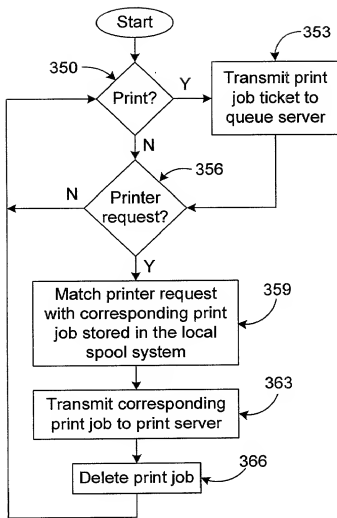 Start
350
Print?
Y
353
Transmit print
job ticket to
queue server
N
356
Printer
request?
N
Y
359
Match printer request
with corresponding print
job stored in the local
spool system
363
Transmit corresponding
print job to print server
366
Delete print job